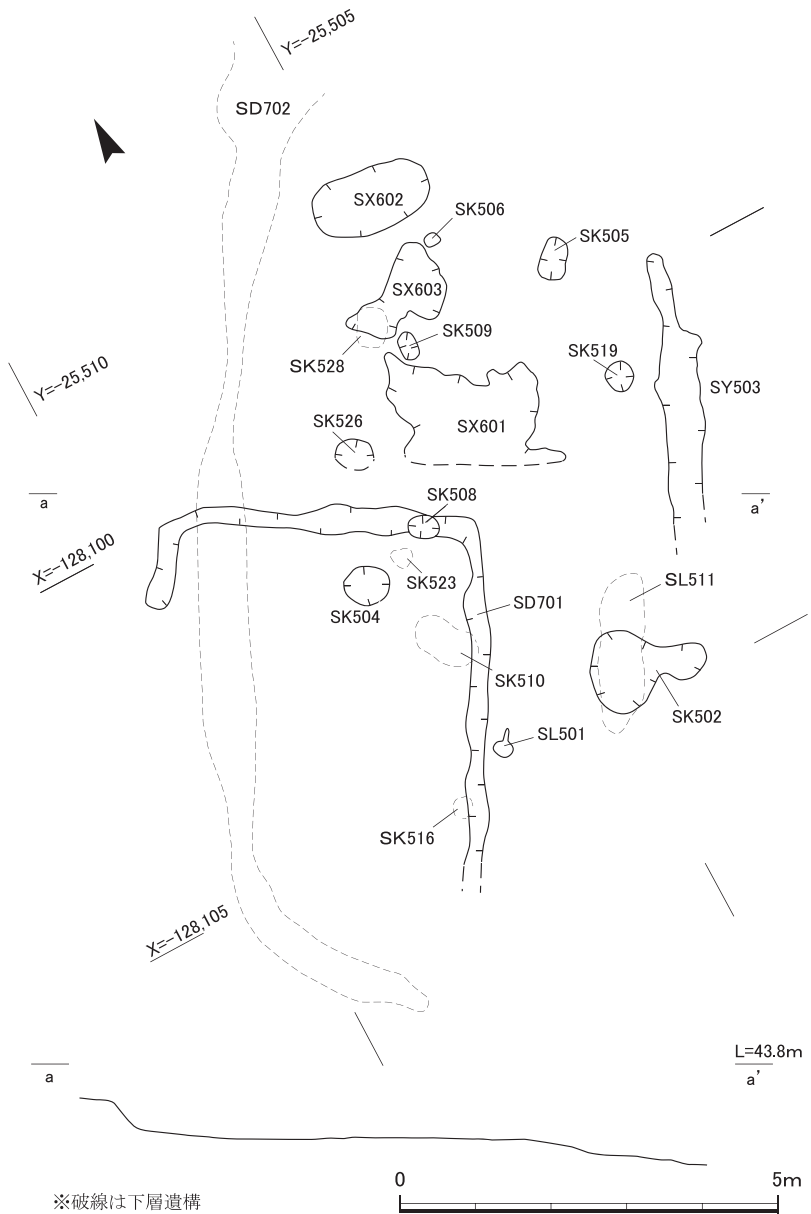 Y=-25,505
SD702
SX602
SK506
SK505
SX603
SK509
SK528
SK519
Y=-25,510
SY503
SK526
SX601
a
SK508
a’
X=-128,100
SK523
SL511
SK504
SD701
SK510
SK502
SL501
SK516
X=-128,105
L=43.8m
a
a’
0
5m
※破線は下層遺構